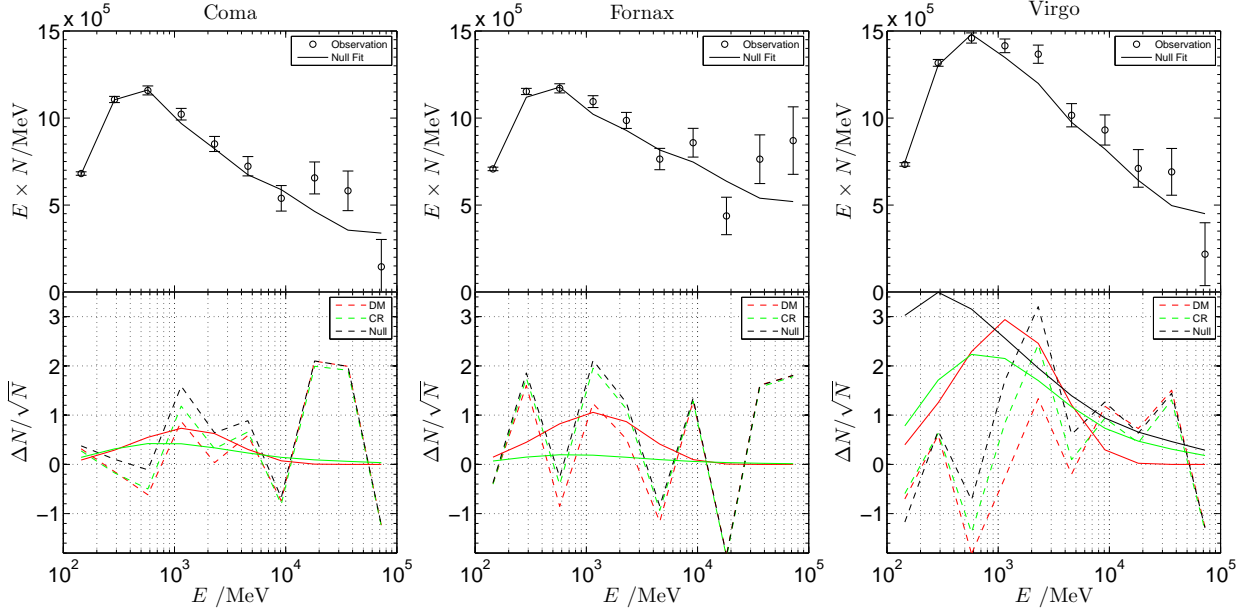 Coma
Fornax
Virgo
x 10^5
x 10^5
x 10^5
15
10
5
0
E × N/MeV
Observation
Null Fit
15
10
5
0
E × N/MeV
Observation
Null Fit
15
10
5
0
E × N/MeV
Observation
Null Fit
3
2
1
0
−1
ΔN/√N
DM
CR
Null
3
2
1
0
−1
ΔN/√N
DM
CR
Null
3
2
1
0
−1
ΔN/√N
DM
CR
Null
10^2 10^3 10^4 10^5
E /MeV
10^2 10^3 10^4 10^5
E /MeV
10^2 10^3 10^4 10^5
E /MeV